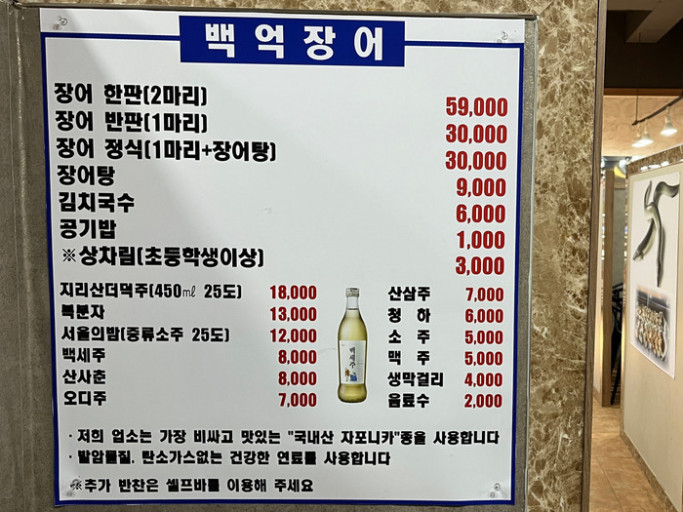 백억장어
장어 한판(2마리) 59,000
장어 반판(1마리) 30,000
장어 정식(1마리+장어탕) 30,000
장어탕 9,000
김치국수 6,000
공기밥 1,000
※상차림(초등학생이상) 3,000
지리산더덕주(450㎖ 25도) 18,000
복분자 13,000
서울의밤(증류소주 25도) 12,000
백세주 8,000
산사춘 8,000
오디주 7,000
백세주
산삼주 7,000
청 하 6,000
소 주 5,000
맥 주 5,000
생막걸리 4,000
음료수 2,000
· 저희 업소는 가장 비싸고 맛있는 "국내산 자포니카"종을 사용합니다
· 발암물질, 탄소가스없는 건강한 연료를 사용합니다
※추가 반찬은 셀프바를 이용해 주세요